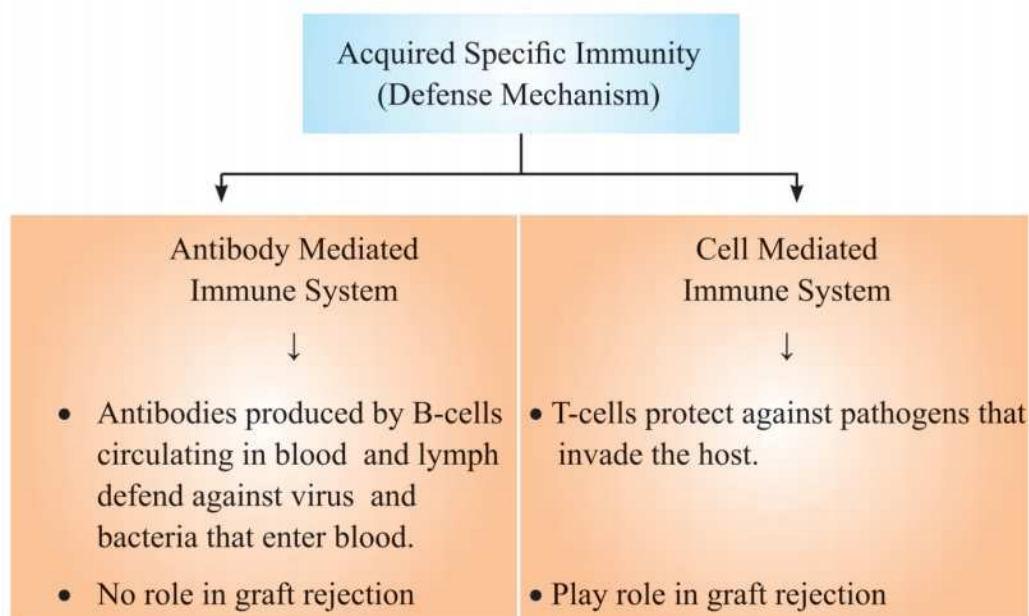 Acquired Specific Immunity
(Defense Mechanism)
Antibody Mediated
Immune System
↓
• Antibodies produced by B-cells
circulating in blood and lymph
defend against virus and
bacteria that enter blood.
• No role in graft rejection
Cell Mediated
Immune System
↓
• T-cells protect against pathogens that
invade the host.
• Play role in graft rejection